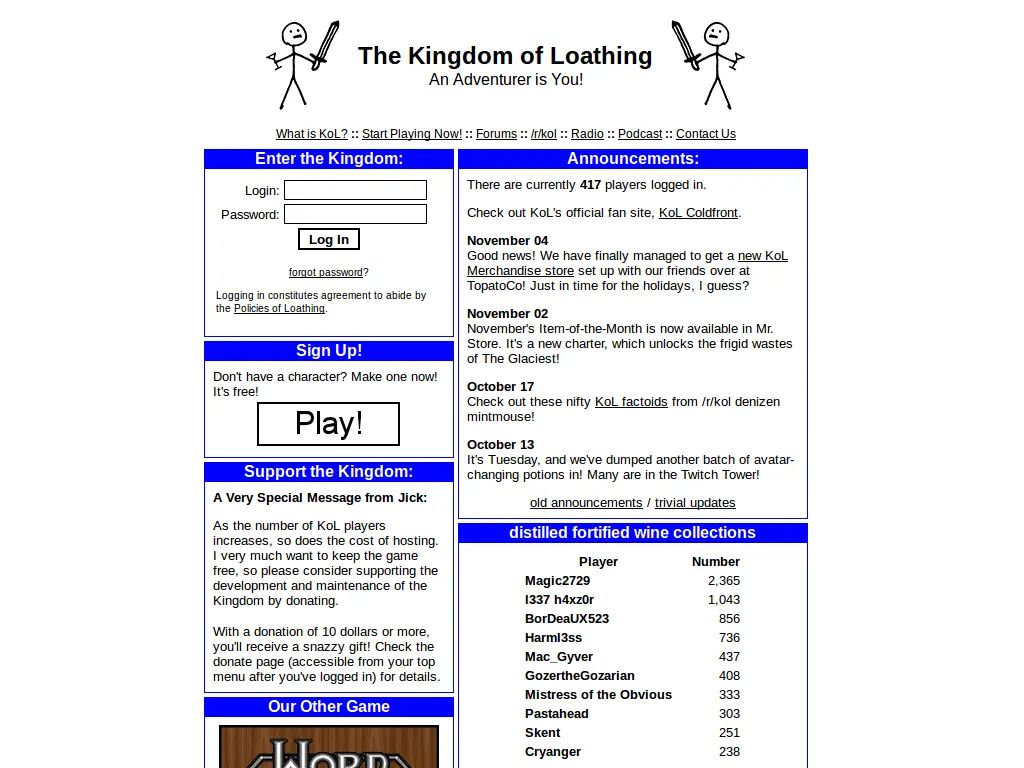 The Kingdom of Loathing
An Adventurer is You!
What is KoL? :: Start Playing Now! :: Forums :: /r/kol :: Radio :: Podcast :: Contact Us
Enter the Kingdom:
Login:
Password:
Log In
forgot password?
Logging in constitutes agreement to abide by
the Policies of Loathing.
Sign Up!
Don't have a character? Make one now!
It's free!
Play!
Support the Kingdom:
A Very Special Message from Jick:
As the number of KoL players
increases, so does the cost of hosting.
I very much want to keep the game
free, so please consider supporting the
development and maintenance of the
Kingdom by donating.
With a donation of 10 dollars or more,
you'll receive a snazzy gift! Check the
donate page (accessible from your top
menu after you've logged in) for details.
Our Other Game
WORD
Announcements:
There are currently 417 players logged in.
Check out KoL's official fan site, KoL Coldfront.
November 04
Good news! We have finally managed to get a new KoL
Merchandise store set up with our friends over at
TopatoCo! Just in time for the holidays, I guess?
November 02
November's Item-of-the-Month is now available in Mr.
Store. It's a new charter, which unlocks the frigid wastes
of The Glaciest!
October 17
Check out these nifty KoL factoids from /r/kol denizen
mintmouse!
October 13
It's Tuesday, and we've dumped another batch of avatar-
changing potions in! Many are in the Twitch Tower!
old announcements / trivial updates
distilled fortified wine collections
Player Number
Magic2729 2,365
l337 h4xz0r 1,043
BorDeaUX523 856
Harml3ss 736
Mac_Gyver 437
GozertheGozarian 408
Mistress of the Obvious 333
Pastahead 303
Skent 251
Cryanger 238